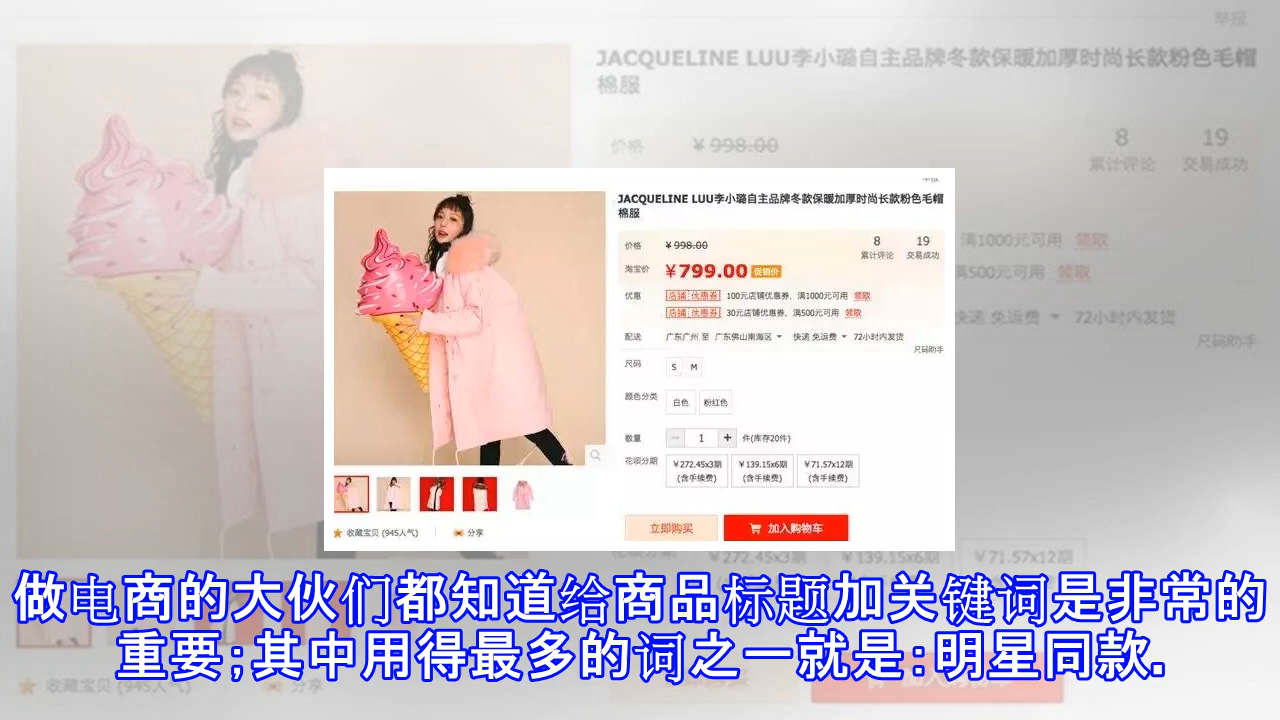 JACQUELINE LUU李小璐自主品牌冬款保暖加厚时尚长款粉色毛帽
棉服
价格 ￥998.00
8 累计评论
19 交易成功
淘宝价 ￥799.00 促销价
优惠 店铺优惠券 100元店铺优惠券，满1000元可用 领取
店铺优惠券 30元店铺优惠券，满500元可用 领取
配送 广东广州 至 广东佛山南海区 快递 免运费 72小时内发货
尺码助手
尺码 S M
颜色分类 白色 粉红色
数量 1 件(库存20件)
花呗分期 ￥272.45x3期 ￥139.15x6期 ￥71.57x12期
(含手续费) (含手续费) (含手续费)
立即购买 加入购物车
收藏宝贝 (945人气) 分享
做电商的大伙们都知道给商品标题加关键词是非常的
重要;其中用得最多的词之一就是:明星同款.